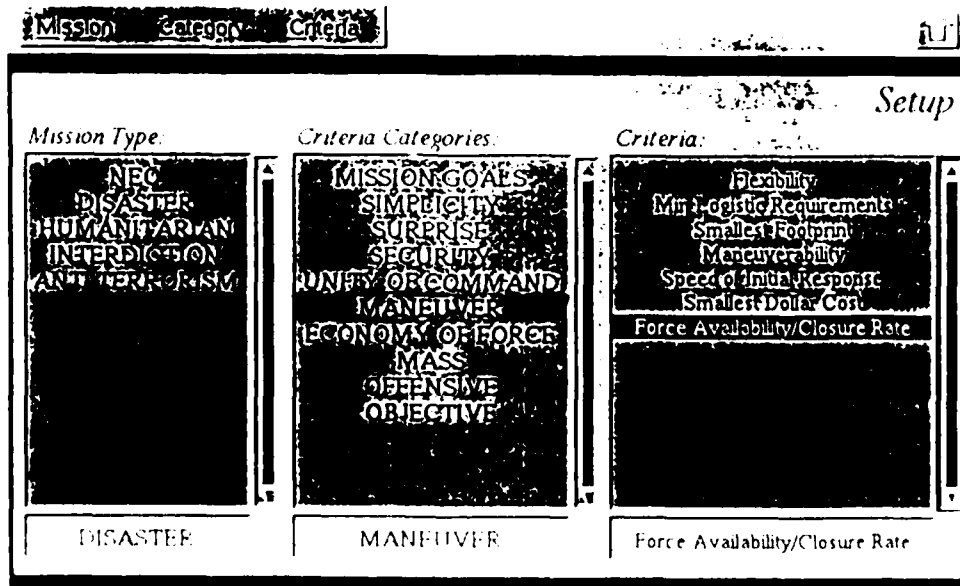 Mission Category Criteria
Setup
Mission Type:
NEO
DISASTER
HUMANITARIAN
INTERDICTION
ANTI-TERRORISM
Criteria Categories:
MISSION GOALS
SIMPLICITY
SURPRISE
SECURITY
UNITY OF COMMAND
MANEUVER
ECONOMY OF FORCE
MASS
OFFENSIVE
OBJECTIVE
Criteria:
Flexibility
Min Logistic Requirements
Smallest Footprint
Maneuverability
Speed of Initial Response
Smallest Dollar Cost
Force Availability/Closure Rate
DISASTER
MANEUVER
Force Availability/Closure Rate